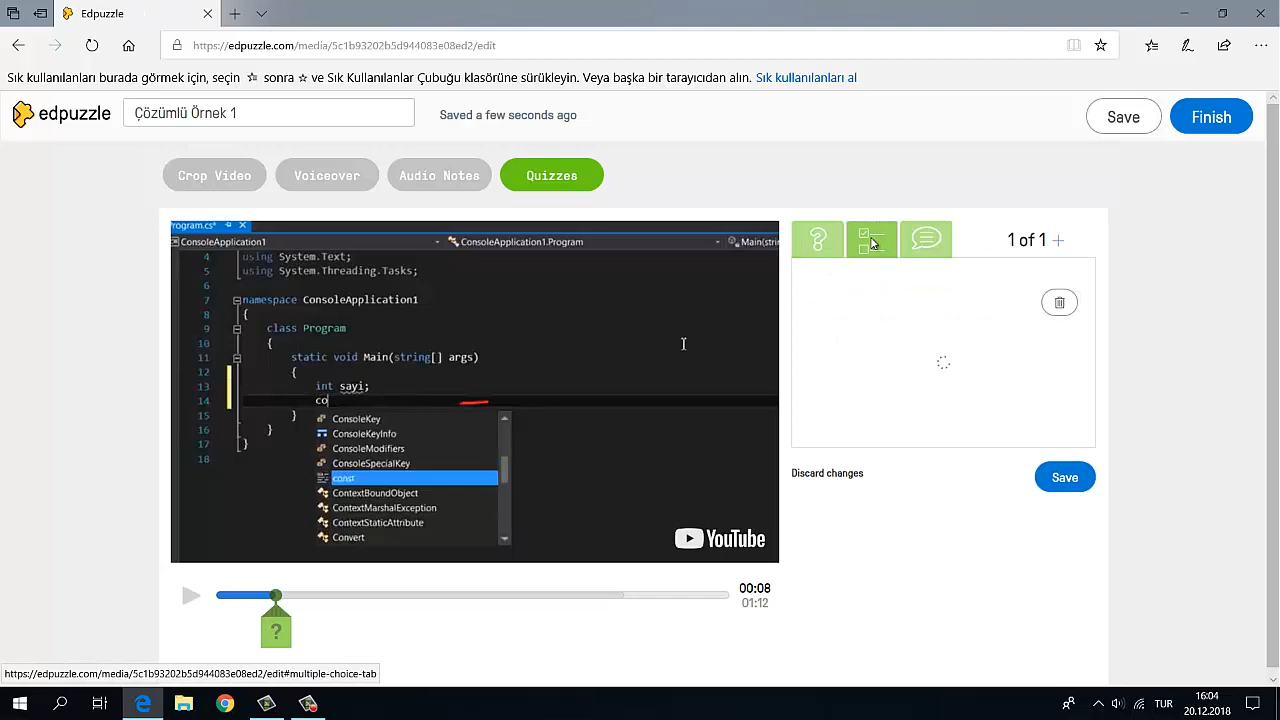 Edpuzzle
https://edpuzzle.com/media/5c1b93202b5d944083e08ed2/edit
Sık kullanılanları burada görmek için, seçin ☆ sonra ☆ ve Sık Kullanılanlar Çubuğu klasörüne sürükleyin. Veya başka bir tarayıcıdan alın. Sık kullanılanları al
edpuzzle
Çözümlü Örnek 1
Saved a few seconds ago
Save
Finish
Crop Video
Voiceover
Audio Notes
Quizzes
Program.cs*
ConsoleApplication1
ConsoleApplication1.Program
Main(stri
4 using System.Text;
5 using System.Threading.Tasks;
6
7 namespace ConsoleApplication1
8 {
9 class Program
10 {
11 static void Main(string[] args)
12 {
13 int sayi;
14 co
15 }
16 }
17 }
18
ConsoleKey
ConsoleKeyInfo
ConsoleModifiers
ConsoleSpecialKey
const
ContextBoundObject
ContextMarshalException
ContextStaticAttribute
Convert
YouTube
00:08
01:12
?
?
1 of 1 +
Discard changes
Save
https://edpuzzle.com/media/5c1b93202b5d944083e08ed2/edit#multiple-choice-tab
TUR
16:04
20.12.2018